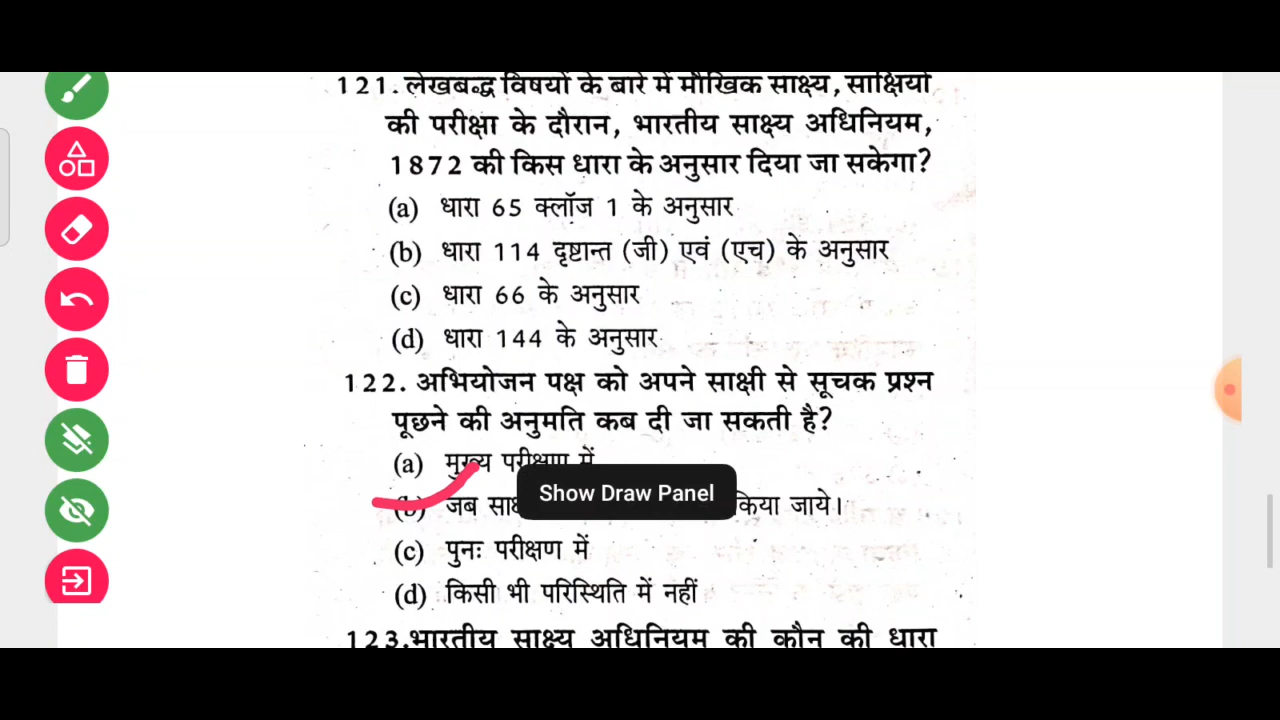 121. लेखबद्ध विषयों के बारे में मौखिक साक्ष्य, साक्षियों
की परीक्षा के दौरान, भारतीय साक्ष्य अधिनियम,
1872 की किस धारा के अनुसार दिया जा सकेगा?
(a) धारा 65 क्लॉज 1 के अनुसार
(b) धारा 114 दृष्टान्त (जी) एवं (एच) के अनुसार
(c) धारा 66 के अनुसार
(d) धारा 144 के अनुसार
122. अभियोजन पक्ष को अपने साक्षी से सूचक प्रश्न
पूछने की अनुमति कब दी जा सकती है?
(a) मुख्य परीक्षण में
(b) जब किया जाये।
Show Draw Panel
(c) पुनः परीक्षण में
(d) किसी भी परिस्थिति में नहीं
123. भारतीय साक्ष्य अधिनियम की कौन की धारा